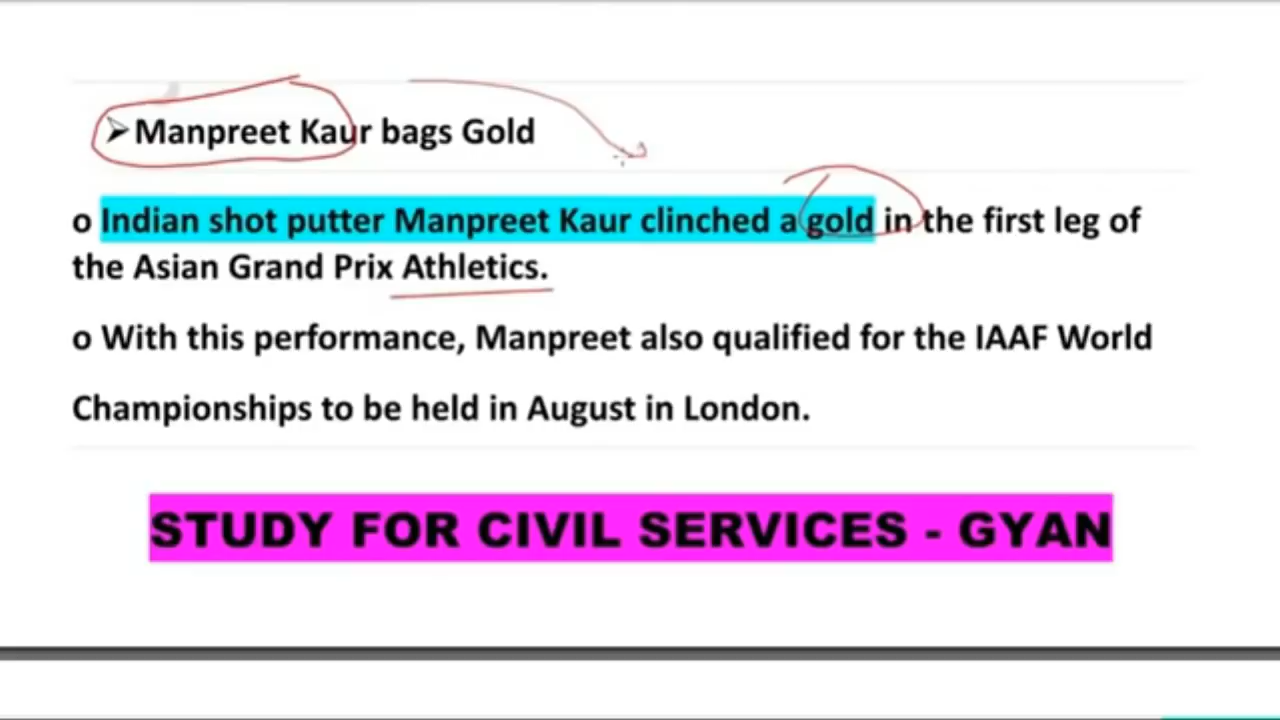 ➤Manpreet Kaur bags Gold
o Indian shot putter Manpreet Kaur clinched a gold in the first leg of
the Asian Grand Prix Athletics.
o With this performance, Manpreet also qualified for the IAAF World
Championships to be held in August in London.
STUDY FOR CIVIL SERVICES - GYAN